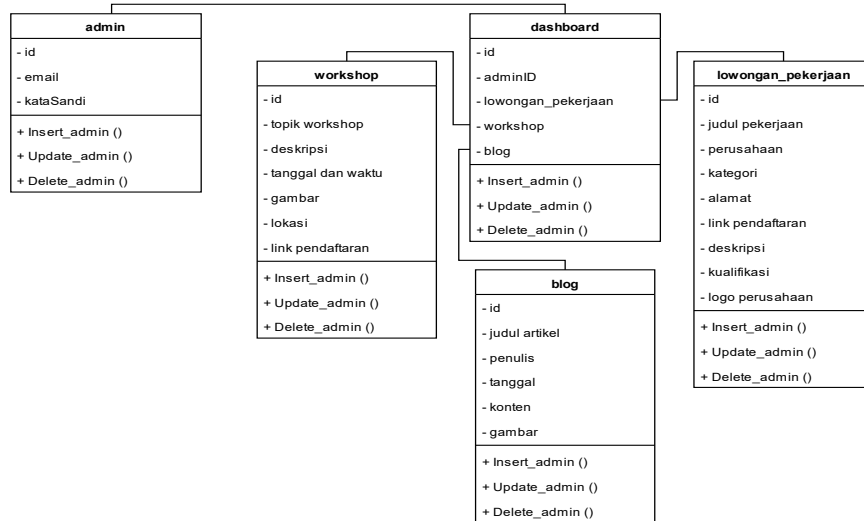 admin
- id
- email
- kataSandi
+ Insert_admin ()
+ Update_admin ()
+ Delete_admin ()
workshop
- id
- topik workshop
- deskripsi
- tanggal dan waktu
- gambar
- lokasi
- link pendaftaran
+ Insert_admin ()
+ Update_admin ()
+ Delete_admin ()
dashboard
- id
- adminID
- lowongan_pekerjaan
- workshop
- blog
+ Insert_admin ()
+ Update_admin ()
+ Delete_admin ()
blog
- id
- judul artikel
- penulis
- tanggal
- konten
- gambar
+ Insert_admin ()
+ Update_admin ()
+ Delete_admin ()
lowongan_pekerjaan
- id
- judul pekerjaan
- perusahaan
- kategori
- alamat
- link pendaftaran
- deskripsi
- kualifikasi
- logo perusahaan
+ Insert_admin ()
+ Update_admin ()
+ Delete_admin ()